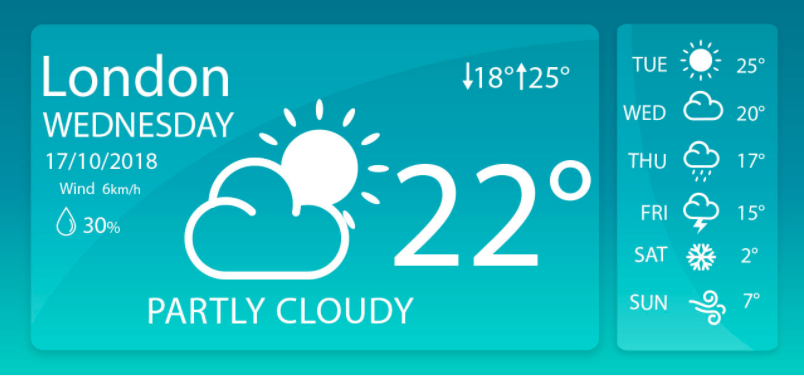 London
WEDNESDAY
17/10/2018
Wind 6km/h
30%
18° 25°
22°
PARTLY CLOUDY
TUE 25°
WED 20°
THU 17°
FRI 15°
SAT 2°
SUN 7°